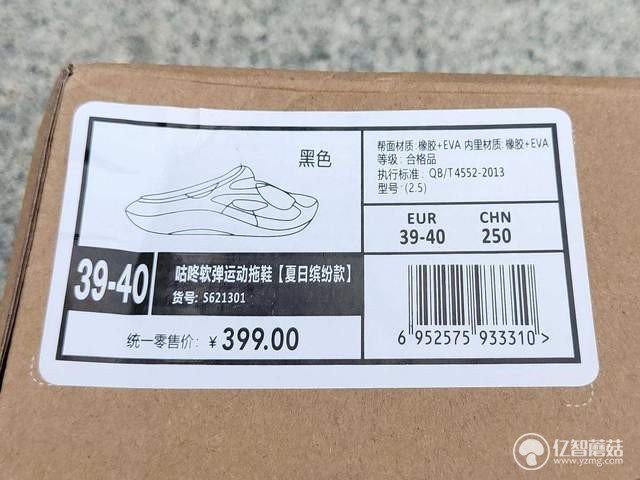 黑色
帮面材质: 橡胶+EVA 内里材质: 橡胶+EVA
等级: 合格品
执行标准: QB/T4552-2013
型号: (2.5)
EUR CHN
39-40 250
39-40
咕咚软弹运动拖鞋【夏日缤纷款】
货号: S621301
统一零售价: ¥ 399.00
6 952575 933310 >
亿智蘑菇
www.yzmg.com